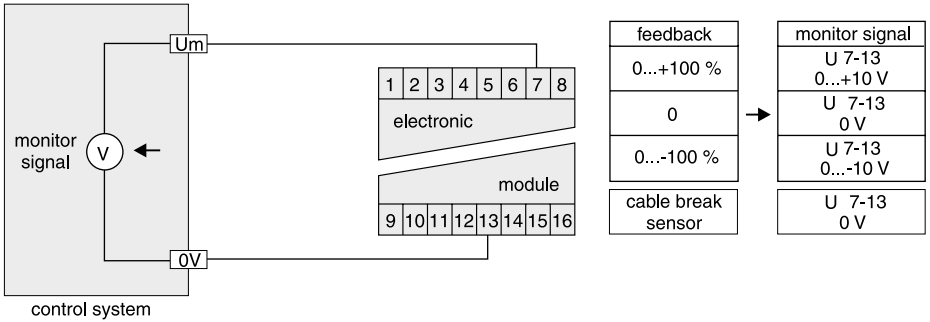 Um
monitor
signal
V
0V
control system
1 2 3 4 5 6 7 8
electronic
module
9 10 11 12 13 14 15 16
feedback
0...+100 %
0
0...-100 %
cable break
sensor
monitor signal
U 7-13
0...+10 V
U 7-13
0 V
U 7-13
0...-10 V
U 7-13
0 V